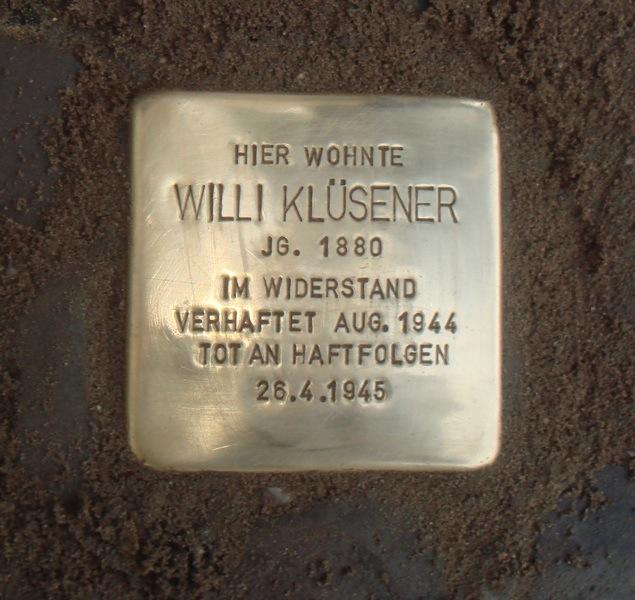 HIER WOHNTE
WILLI KLÜSENER
JG. 1880
IM WIDERSTAND
VERHAFTET AUG. 1944
TOT AN HAFTFOLGEN
26.4.1945